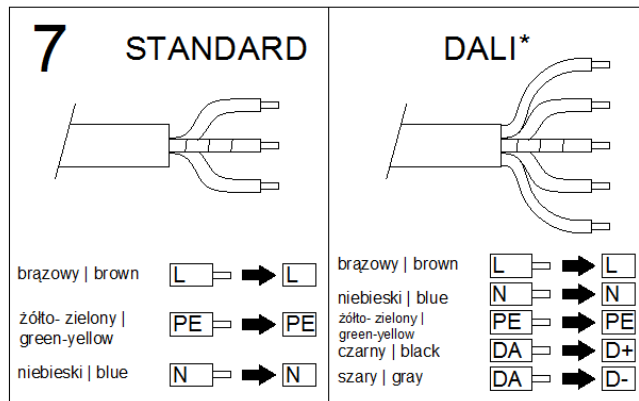 7 STANDARD
brązowy | brown L L
żółto- zielony |
green-yellow PE PE
niebieski | blue N N
DALI*
brązowy | brown L L
niebieski | blue N N
żółto- zielony |
green-yellow PE PE
czarny | black DA D+
szary | gray DA D-